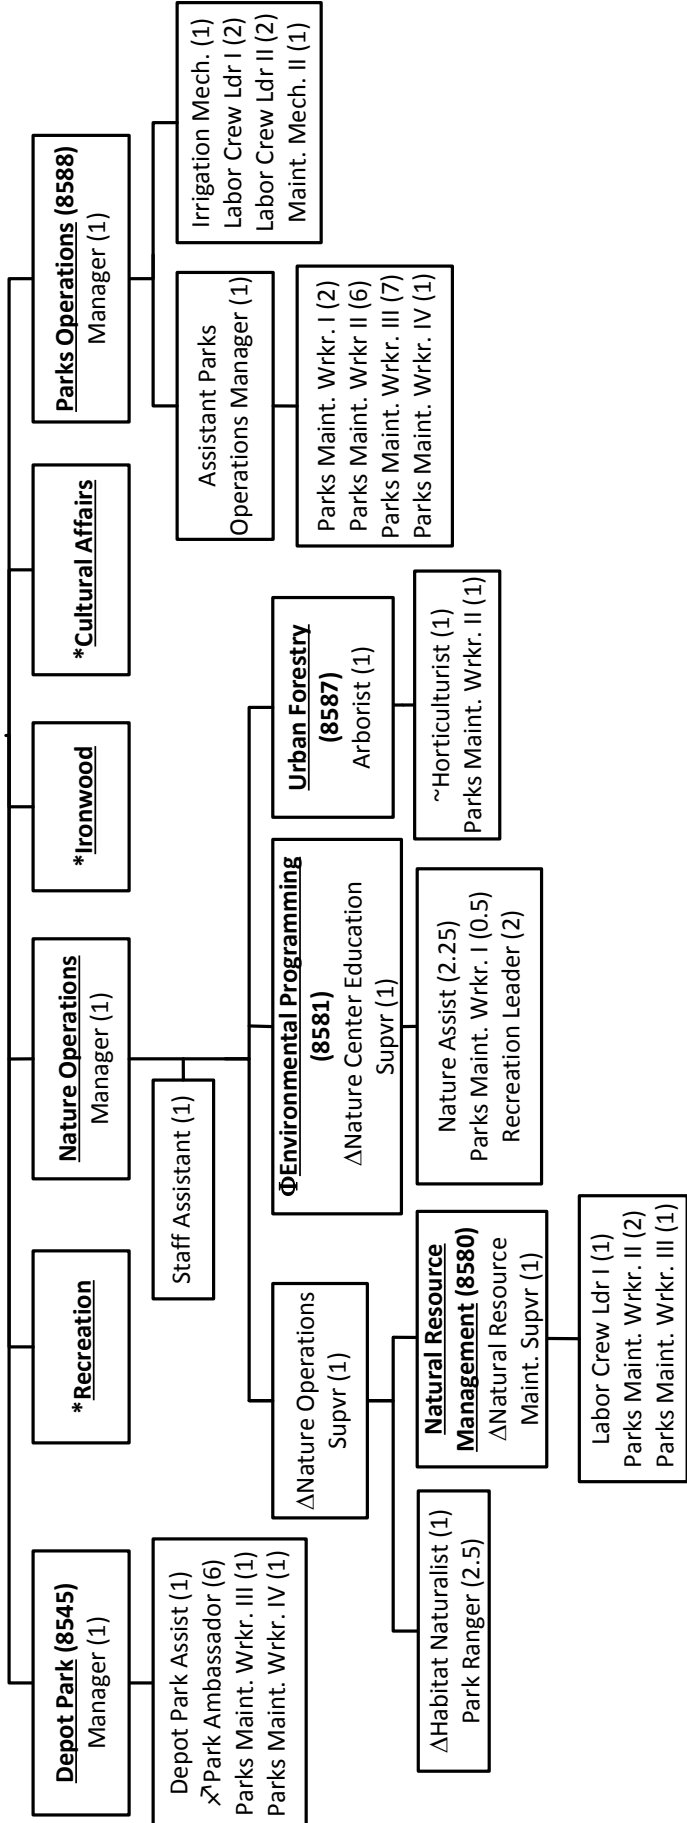 Depot Park (8545)
Manager (1)
Depot Park Assist (1)
♐Park Ambassador (6)
Parks Maint. Wrkr. III (1)
Parks Maint. Wrkr. IV (1)
*Recreation
Nature Operations
Manager (1)
Staff Assistant (1)
ΔNature Operations
Supvr (1)
ΔHabitat Naturalist (1)
Park Ranger (2.5)
Natural Resource
Management (8580)
ΔNatural Resource
Maint. Supvr (1)
Labor Crew Ldr I (1)
Parks Maint. Wrkr. II (2)
Parks Maint. Wrkr. III (1)
ΦEnvironmental Programming
(8581)
ΔNature Center Education
Supvr (1)
Nature Assist (2.25)
Parks Maint. Wrkr. I (0.5)
Recreation Leader (2)
Urban Forestry
(8587)
Arborist (1)
~Horticulturist (1)
Parks Maint. Wrkr. II (1)
*Ironwood
*Cultural Affairs
Parks Operations (8588)
Manager (1)
Assistant Parks
Operations Manager (1)
Parks Maint. Wrkr. I (2)
Parks Maint. Wrkr II (6)
Parks Maint. Wrkr. III (7)
Parks Maint. Wrkr. IV (1)
Irrigation Mech. (1)
Labor Crew Ldr I (2)
Labor Crew Ldr II (2)
Maint. Mech. II (1)